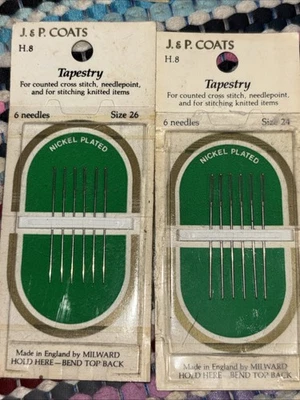 J. & P. COATS
H.8
Tapestry
For counted cross stitch, needlepoint,
and for stitching knitted items
6 needles Size 26
NICKEL PLATED
Made in England by MILWARD
HOLD HERE—BEND TOP BACK
J. & P. COATS
H.8
Tapestry
For counted cross stitch, needlepoint,
and for stitching knitted items
6 needles Size 24
NICKEL PLATED
Made in England by MILWARD
HOLD HERE—BEND TOP BACK